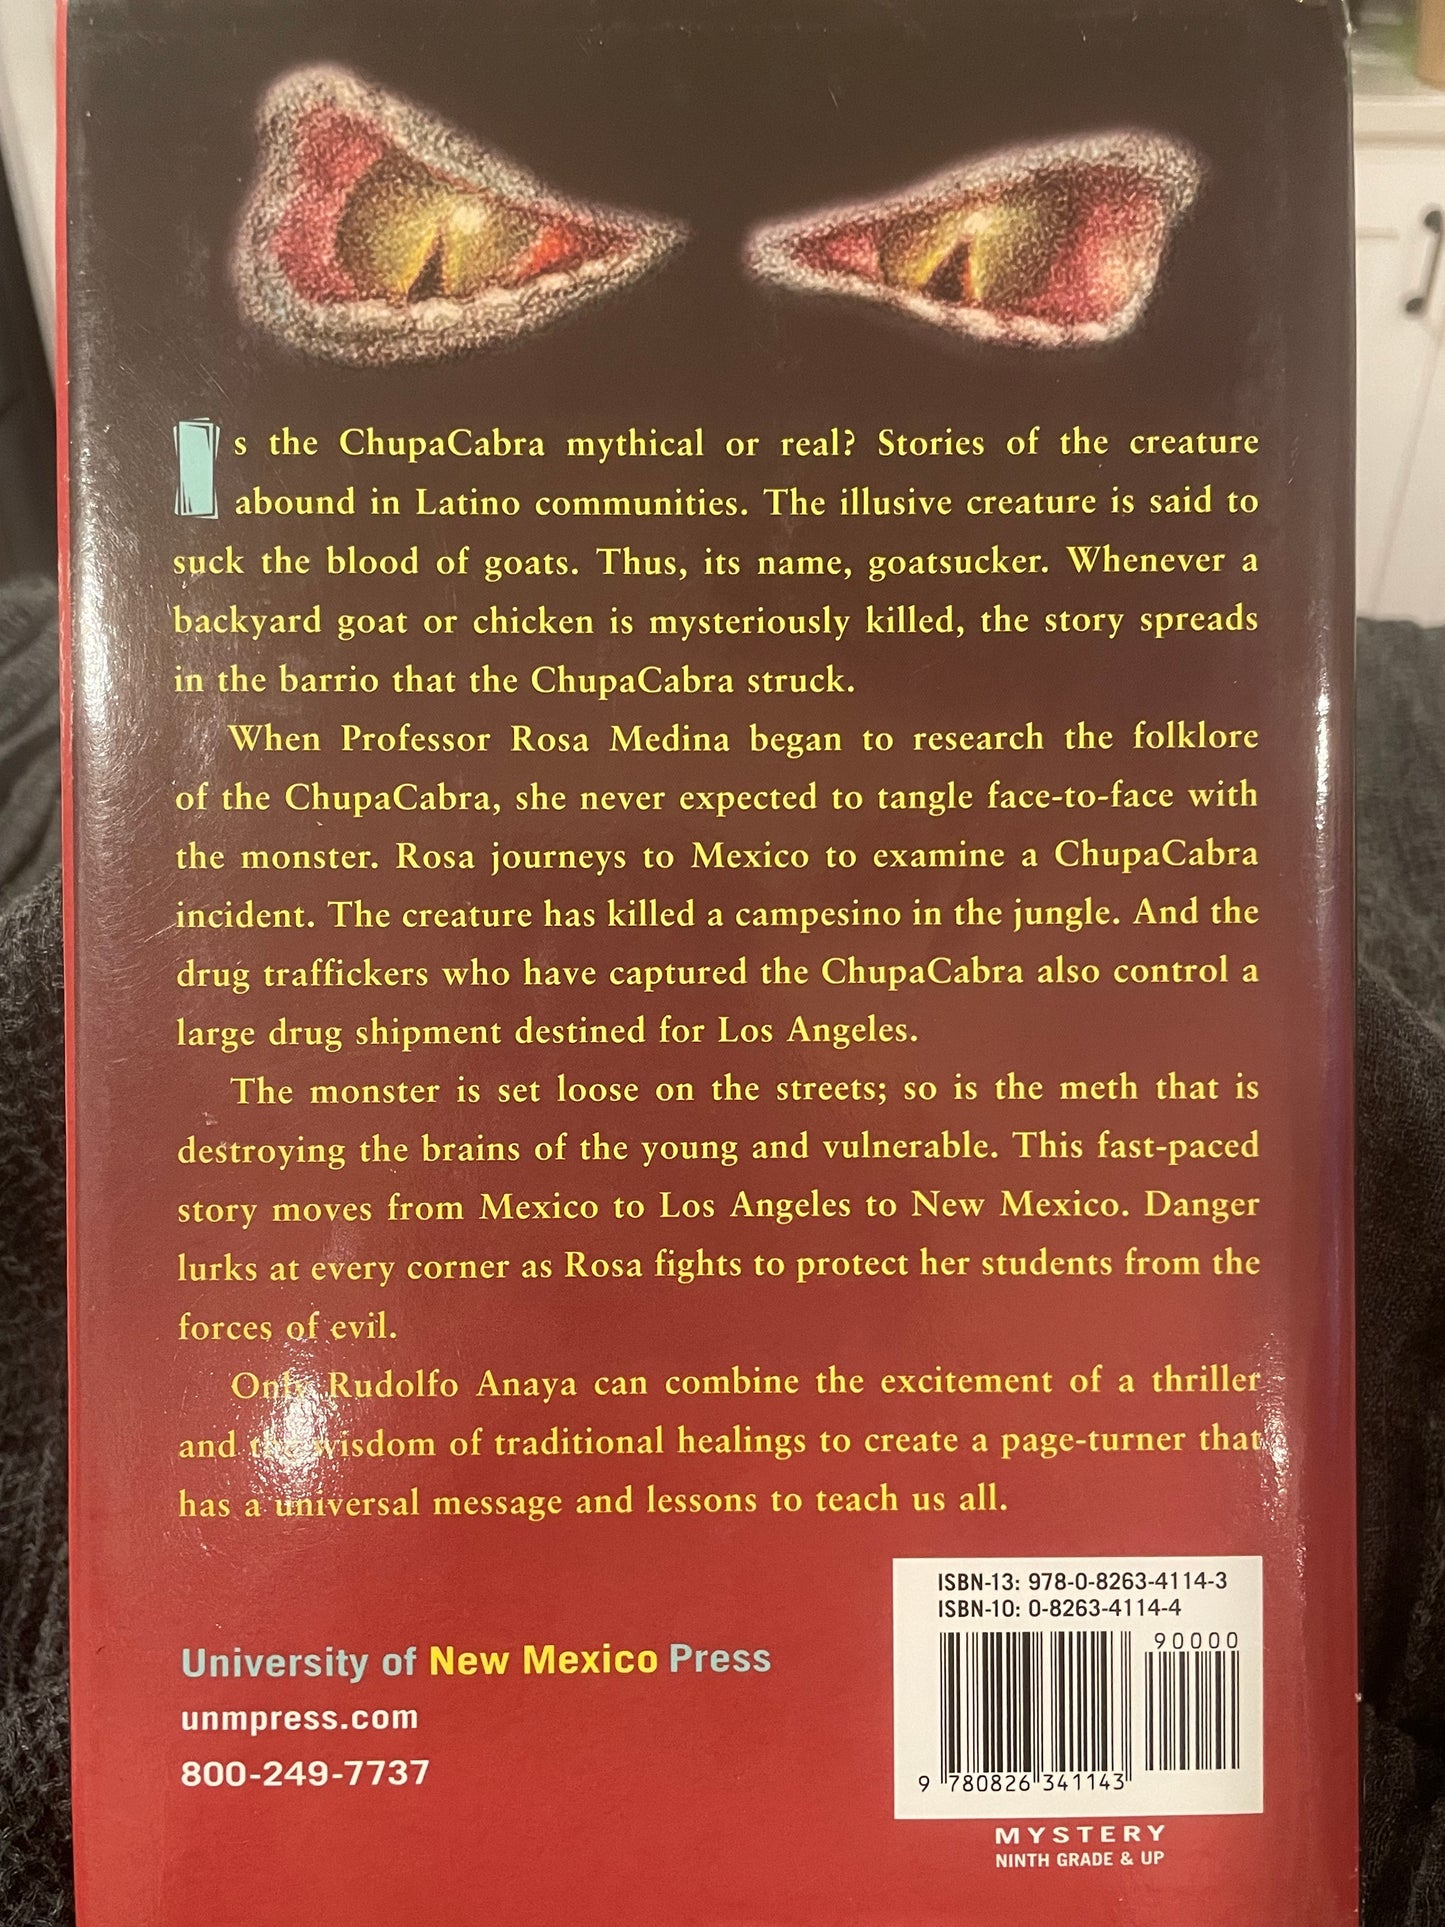 Is the ChupaCabra mythical or real? Stories of the creature
abound in Latino communities. The illusive creature is said to
suck the blood of goats. Thus, its name, goatsucker. Whenever a
backyard goat or chicken is mysteriously killed, the story spreads
in the barrio that the ChupaCabra struck.
When Professor Rosa Medina began to research the folklore
of the ChupaCabra, she never expected to tangle face-to-face with
the monster. Rosa journeys to Mexico to examine a ChupaCabra
incident. The creature has killed a campesino in the jungle. And the
drug traffickers who have captured the ChupaCabra also control a
large drug shipment destined for Los Angeles.
The monster is set loose on the streets; so is the meth that is
destroying the brains of the young and vulnerable. This fast-paced
story moves from Mexico to Los Angeles to New Mexico. Danger
lurks at every corner as Rosa fights to protect her students from the
forces of evil.
Only Rudolfo Anaya can combine the excitement of a thriller
and the wisdom of traditional healings to create a page-turner that
has a universal message and lessons to teach us all.
ISBN-13: 978-0-8263-4114-3
ISBN-10: 0-8263-4114-4
90000
9 780826 341143
University of New Mexico Press
unmpress.com
800-249-7737
MYSTERY
NINTH GRADE & UP